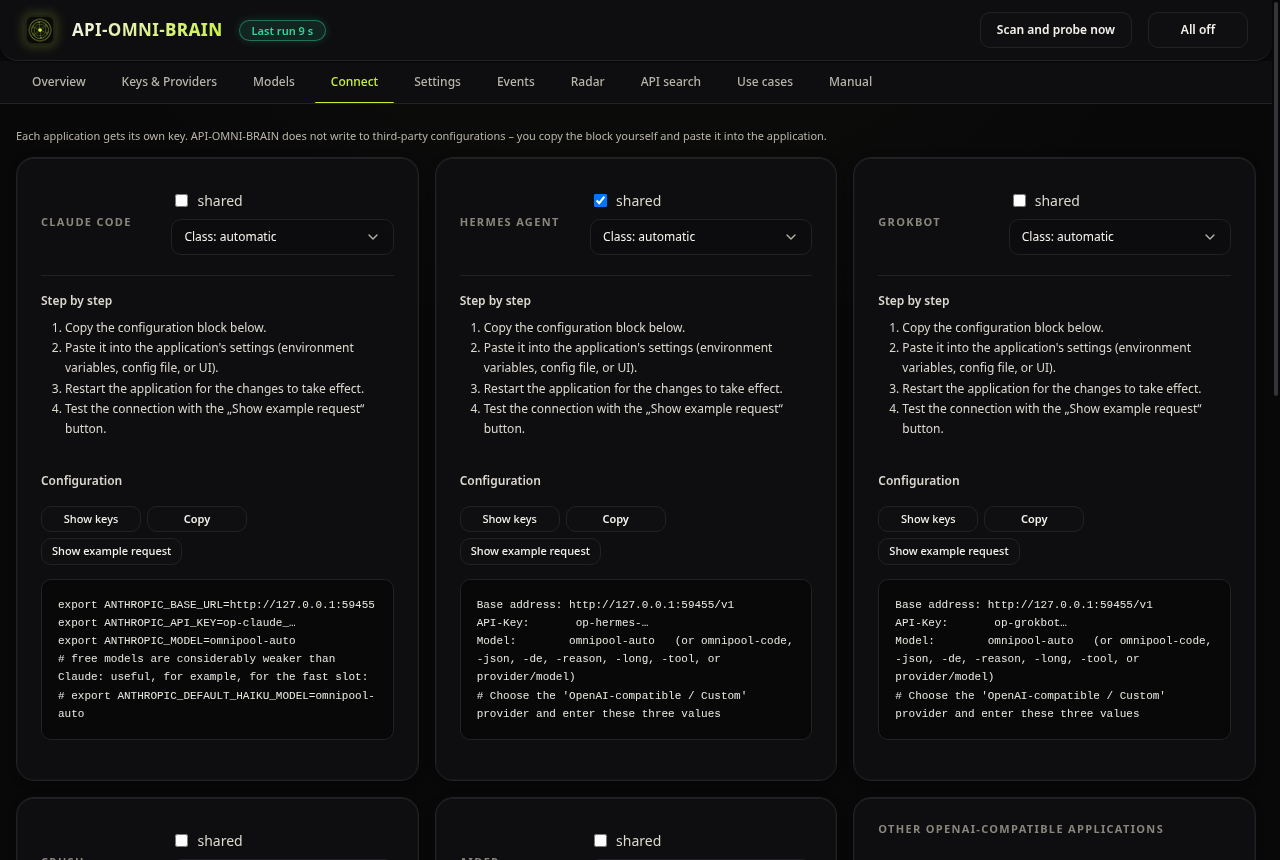 API-OMNI-BRAIN
Last run 9 s
Scan and probe now
All off
Overview
Keys & Providers
Models
Connect
Settings
Events
Radar
API search
Use cases
Manual
Each application gets its own key. API-OMNI-BRAIN does not write to third-party configurations – you copy the block yourself and paste it into the application.
CLAUDE CODE
shared
Class: automatic
Step by step
1. Copy the configuration block below.
2. Paste it into the application's settings (environment
variables, config file, or UI).
3. Restart the application for the changes to take effect.
4. Test the connection with the „Show example request“
button.
Configuration
Show keys
Copy
Show example request
export ANTHROPIC_BASE_URL=http://127.0.0.1:59455
export ANTHROPIC_API_KEY=op-claude_…
export ANTHROPIC_MODEL=omnipool-auto
# free models are considerably weaker than
Claude: useful, for example, for the fast slot:
# export ANTHROPIC_DEFAULT_HAIKU_MODEL=omnipool-
auto
HERMES AGENT
shared
Class: automatic
Step by step
1. Copy the configuration block below.
2. Paste it into the application's settings (environment
variables, config file, or UI).
3. Restart the application for the changes to take effect.
4. Test the connection with the „Show example request“
button.
Configuration
Show keys
Copy
Show example request
Base address: http://127.0.0.1:59455/v1
API-Key: op-hermes-…
Model: omnipool-auto (or omnipool-code,
-json, -de, -reason, -long, -tool, or
provider/model)
# Choose the 'OpenAI-compatible / Custom'
provider and enter these three values
GROKBOT
shared
Class: automatic
Step by step
1. Copy the configuration block below.
2. Paste it into the application's settings (environment
variables, config file, or UI).
3. Restart the application for the changes to take effect.
4. Test the connection with the „Show example request“
button.
Configuration
Show keys
Copy
Show example request
Base address: http://127.0.0.1:59455/v1
API-Key: op-grokbot…
Model: omnipool-auto (or omnipool-code,
-json, -de, -reason, -long, -tool, or
provider/model)
# Choose the 'OpenAI-compatible / Custom'
provider and enter these three values
shared
shared
OTHER OPENAI-COMPATIBLE APPLICATIONS